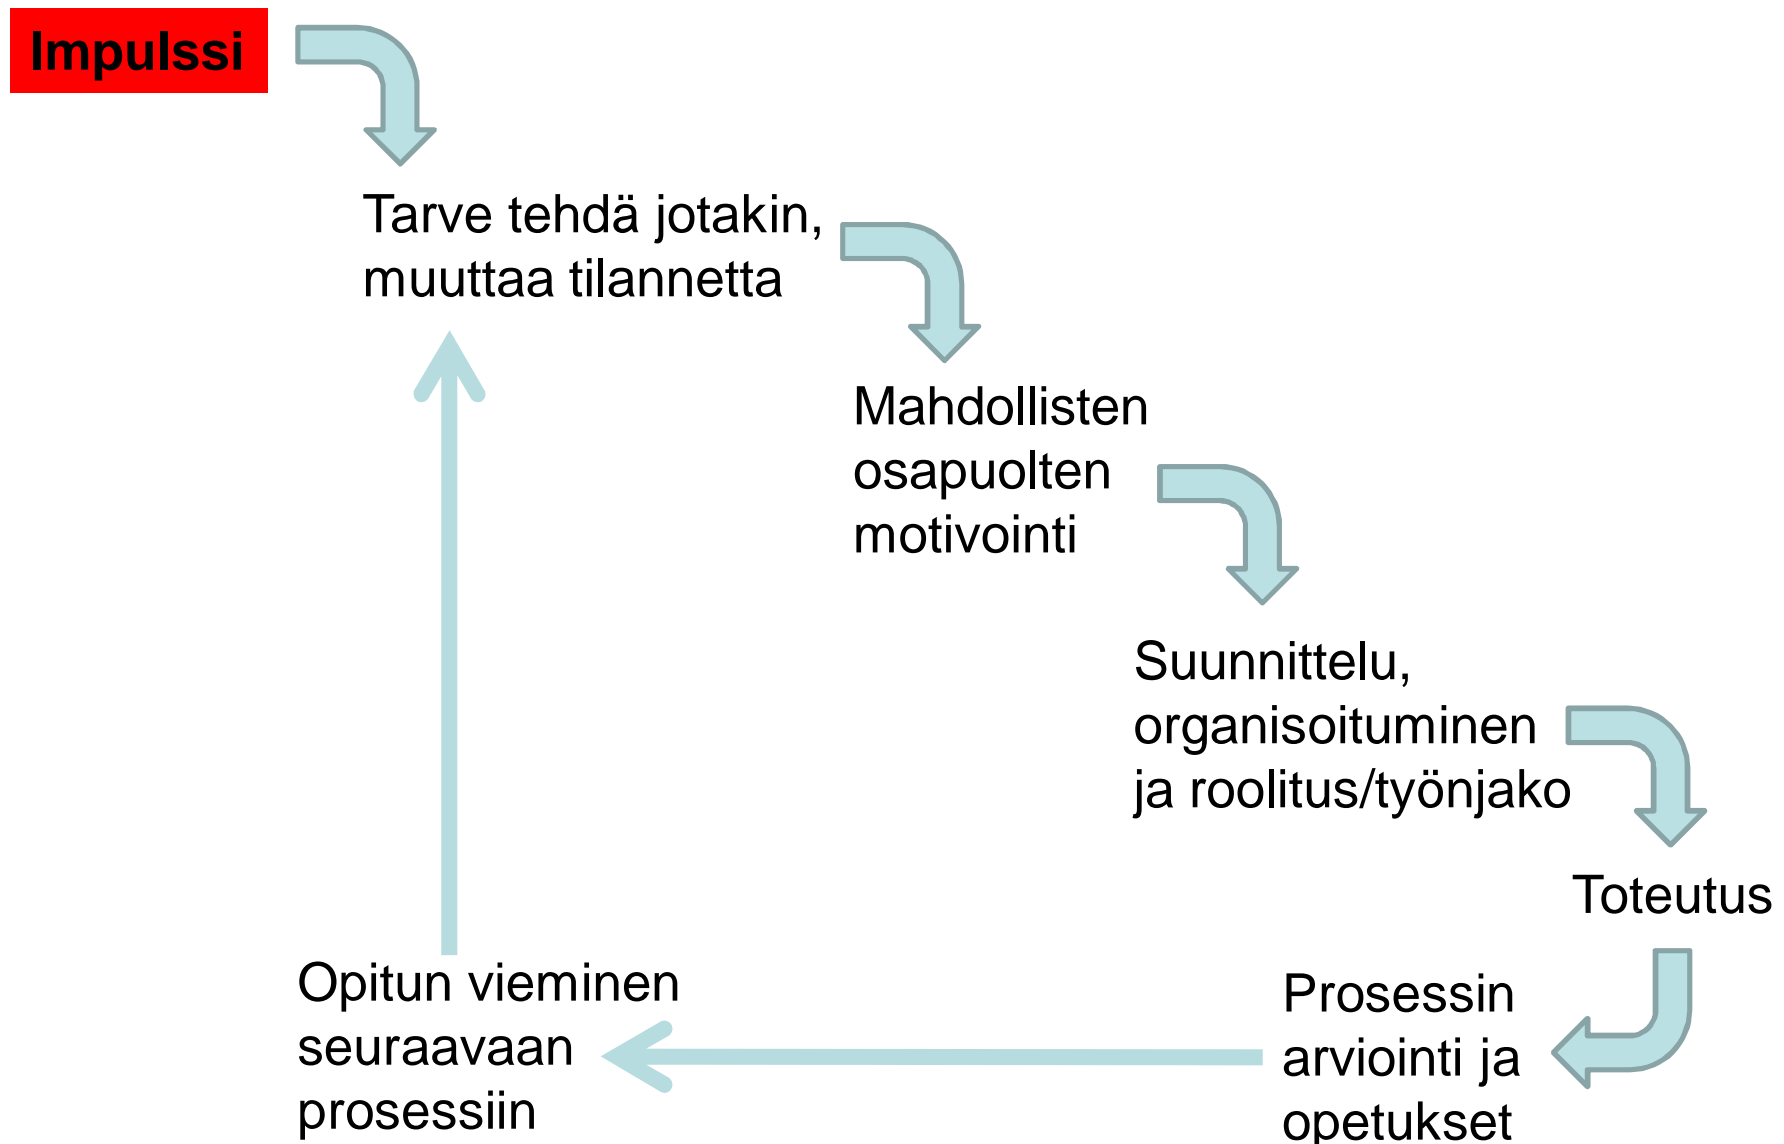 Impulssi
Tarve tehdä jotakin,
muuttaa tilannetta
Mahdollisten
osapuolten
motivointi
Suunnittelu,
organisoituminen
ja roolitus/työnjako
Toteutus
Prosessin
arviointi ja
opetukset
Opitun vieminen
seuraavaan
prosessiin